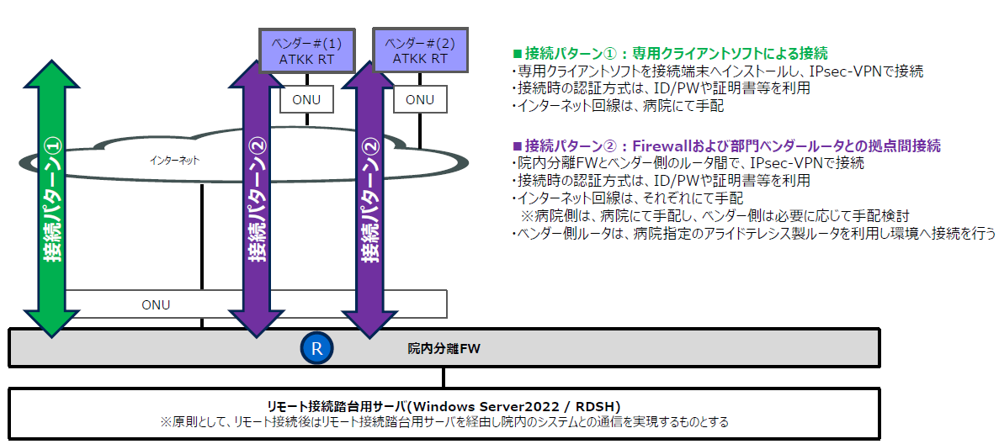 ベンダー#(1)
ATKK RT
ベンダー#(2)
ATKK RT
ONU
ONU
インターネット
接続パターン①
接続パターン②
接続パターン②
ONU
R
院内分離FW
リモート接続踏台用サーバ(Windows Server2022 / RDSH)
※原則として、リモート接続後はリモート接続踏台用サーバを経由し院内のシステムとの通信を実現するものとする
■接続パターン①：専用クライアントソフトによる接続
・専用クライアントソフトを接続端末へインストールし、IPsec-VPNで接続
・接続時の認証方式は、ID/PWや証明書等を利用
・インターネット回線は、病院にて手配
■接続パターン②：Firewallおよび部門ベンダールータとの拠点間接続
・院内分離FWとベンダー側のルータ間で、IPsec-VPNで接続
・接続時の認証方式は、ID/PWや証明書等を利用
・インターネット回線は、それぞれにて手配
※病院側は、病院にて手配し、ベンダー側は必要に応じて手配検討
・ベンダー側ルータは、病院指定のアライドテレシス製ルータを利用し環境へ接続を行う